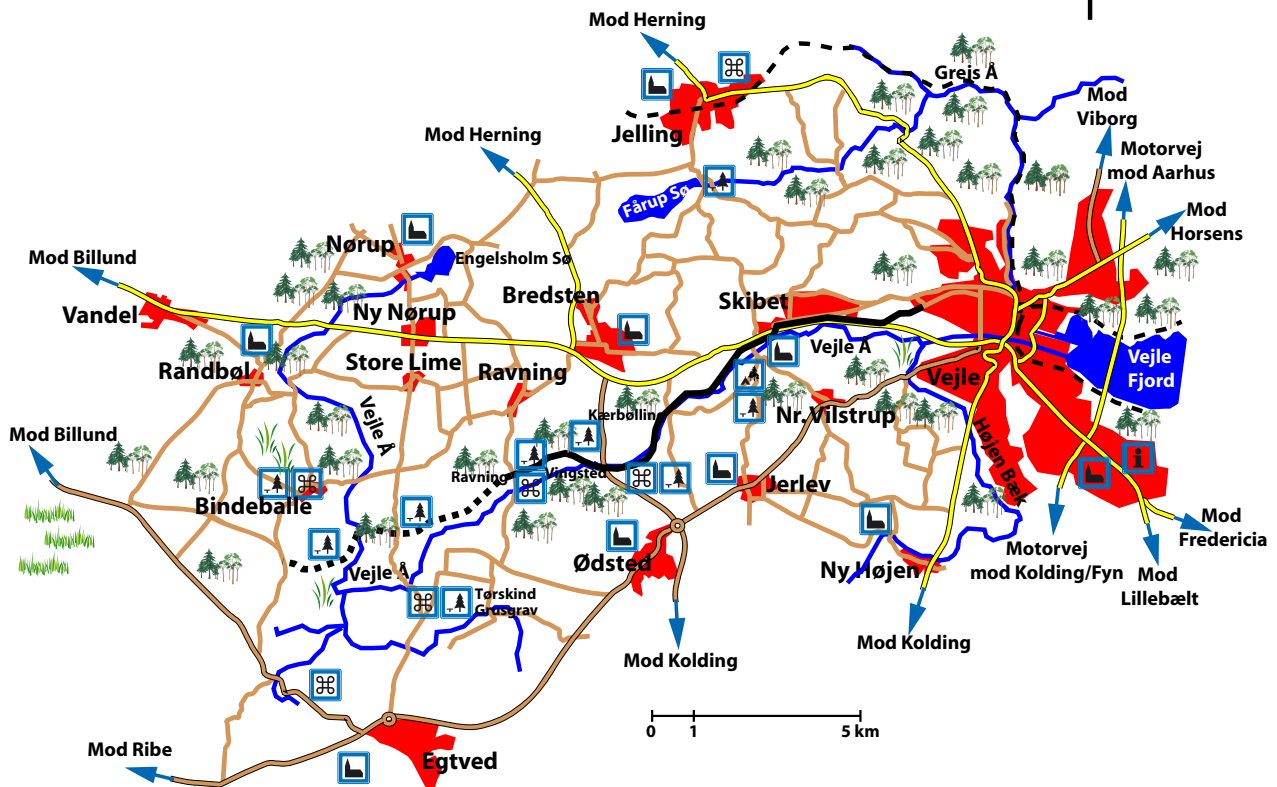 Mod Herning
Grejs Å
Mod
Viborg
Jelling
Mod Herning
Motorvej
mod Aarhus
Fårup Sø
Mod
Horsens
Nørup
Engelsholm Sø
Mod Billund
Bredsten
Skibet
Vandel
Ny Nørup
Vejle Å
Vejle
Fjord
Store Lime
Ravning
Randbøl
Vejle
Vejle Å
Kærbølling
Nr. Vilstrup
Mod Billund
Højen Bæk
Ravning
Vingsted
Jerlev
Bindeballe
i
Mod
Fredericia
Motorvej
mod Kolding/Fyn
Ødsted
Ny Højen
Vejle Å
Mod
Lillebælt
Tørskind
Grusgrav
Mod Kolding
Mod Kolding
0 1 5 km
Mod Ribe
Egtved